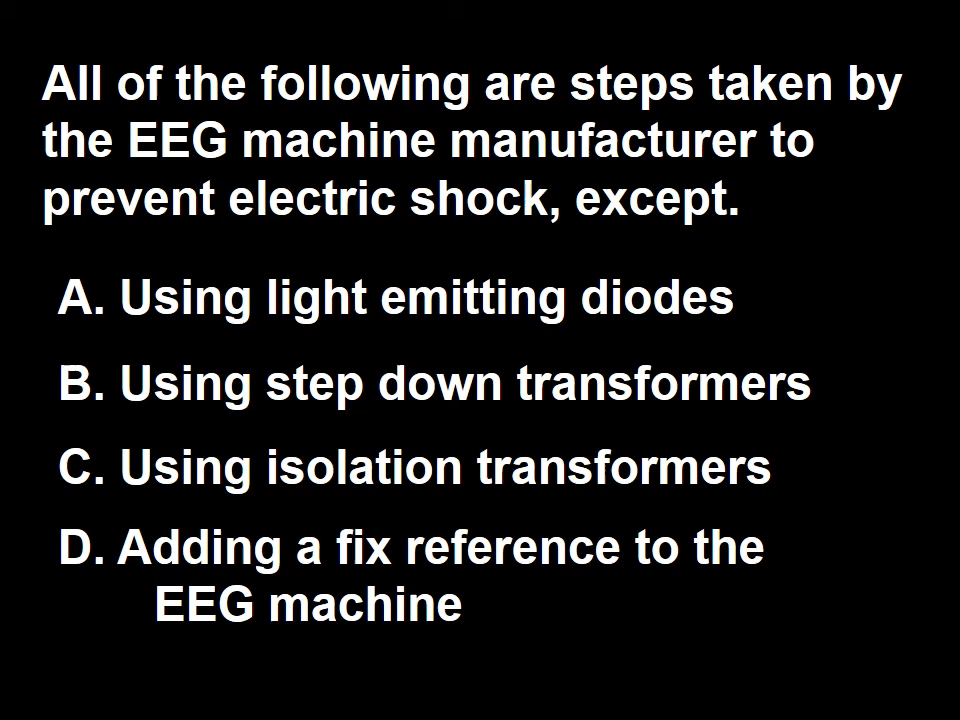 All of the following are steps taken by
the EEG machine manufacturer to
prevent electric shock, except.
A. Using light emitting diodes
B. Using step down transformers
C. Using isolation transformers
D. Adding a fix reference to the
EEG machine